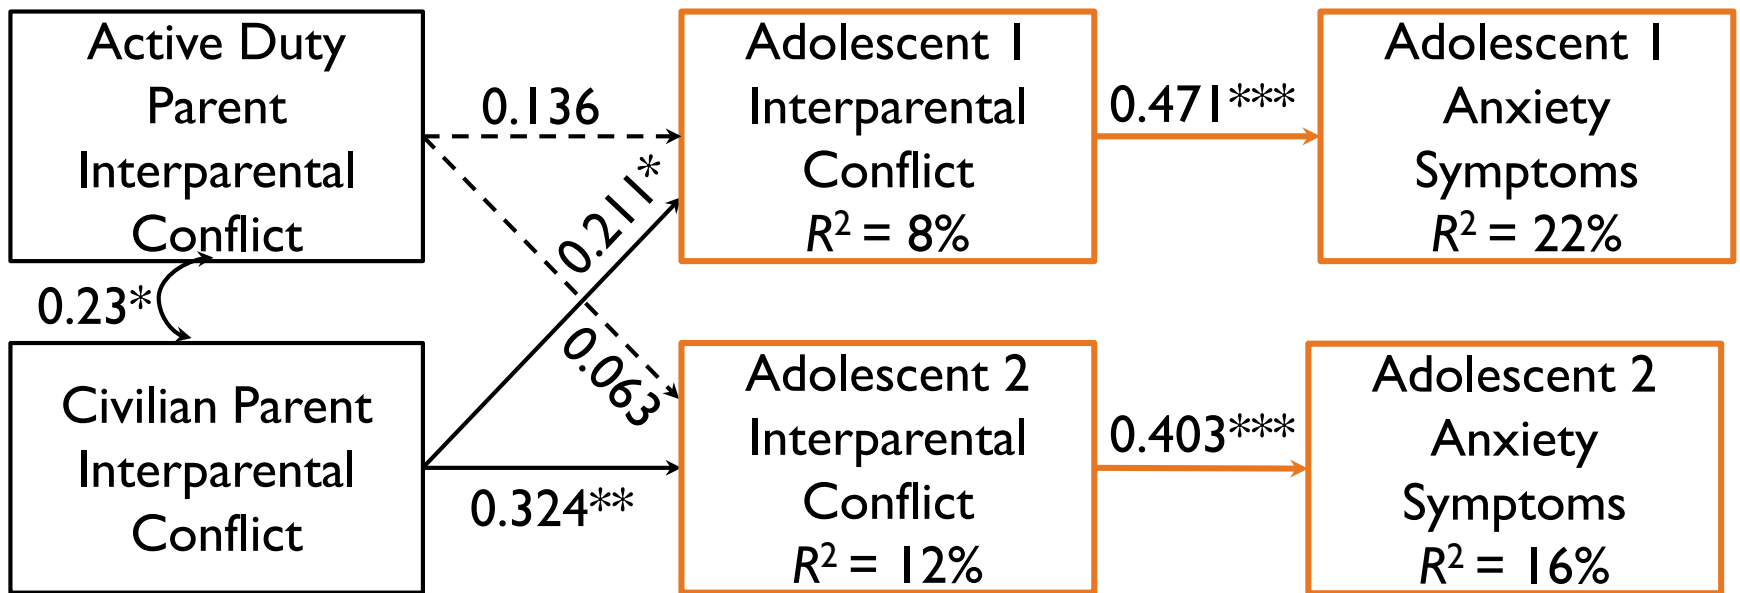 Active Duty
Parent
Interparental
Conflict
0.136
0.211*
Adolescent 1
Interparental
Conflict
R² = 8%
0.471***
Adolescent 1
Anxiety
Symptoms
R² = 22%
0.23*
Civilian Parent
Interparental
Conflict
0.063
0.324**
Adolescent 2
Interparental
Conflict
R² = 12%
0.403***
Adolescent 2
Anxiety
Symptoms
R² = 16%